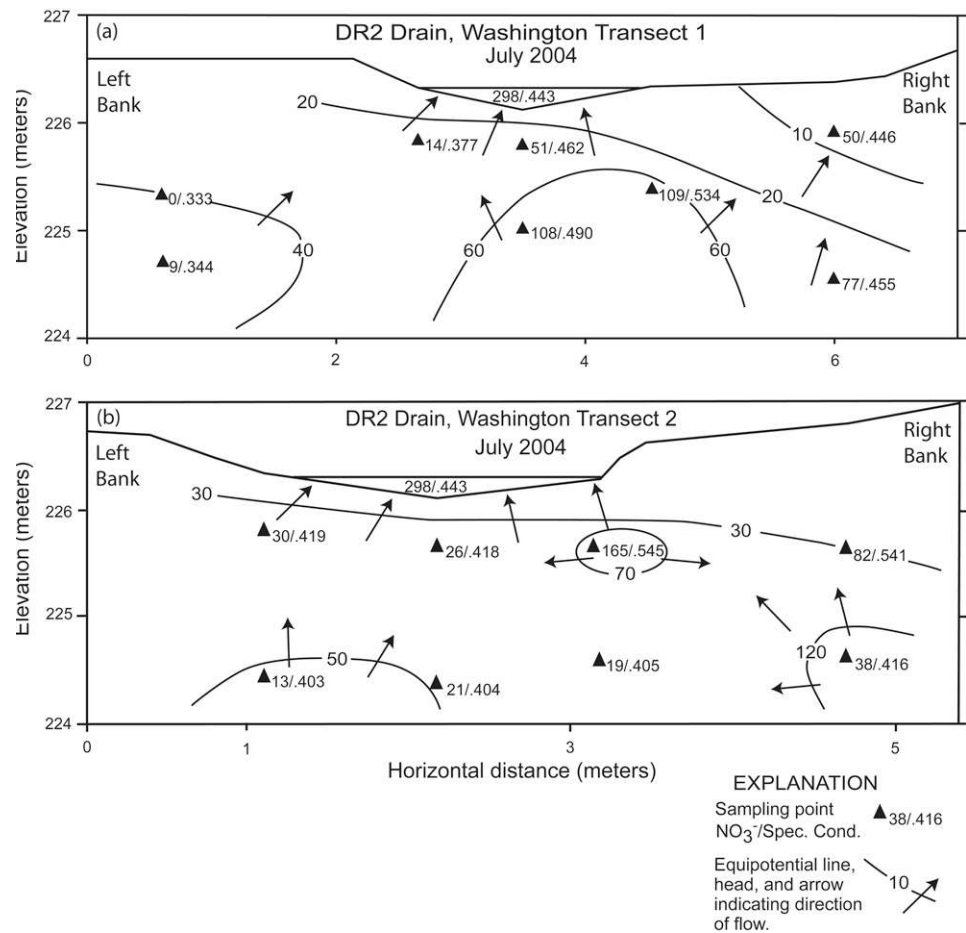 227
(a)
DR2 Drain, Washington Transect 1
July 2004
Left
Bank
Right
Bank
298/.443
20
10
50/.446
226
14/.377
51/.462
0/.333
109/.534
20
Elevation (meters)
225
40
108/.490
60
60
9/.344
77/.455
224
0
2
4
6
227
(b)
DR2 Drain, Washington Transect 2
July 2004
Left
Bank
Right
Bank
298/.443
30
30
226
30/.419
26/.418
165/.545
82/.541
70
Elevation (meters)
225
50
120
13/.403
21/.404
19/.405
38/.416
224
0
1
3
5
Horizontal distance (meters)
EXPLANATION
Sampling point
NO3-/Spec. Cond.
38/.416
Equipotential line,
head, and arrow
indicating direction
of flow.
10